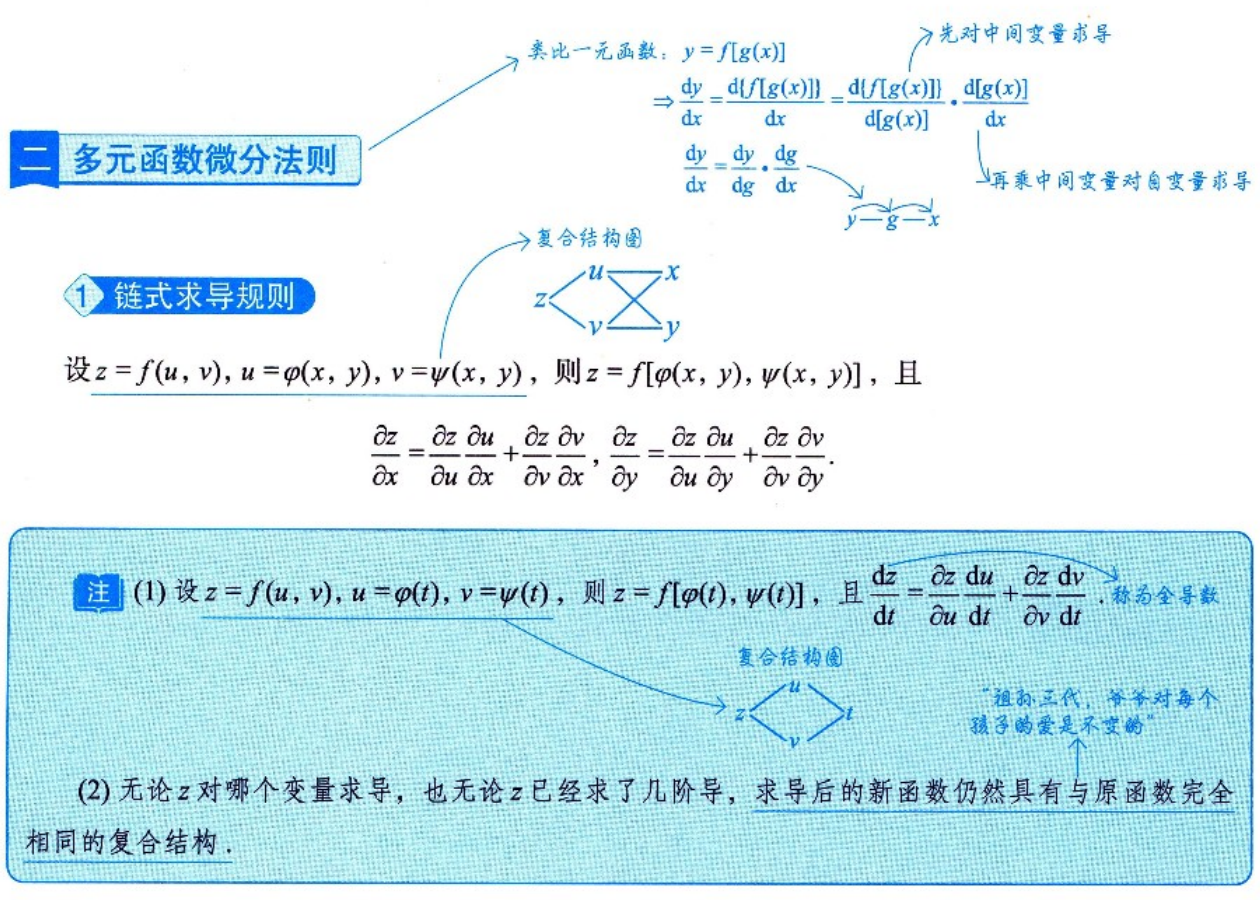 类比一元函数：y = f[g(x)]
先对中间变量求导
⇒ dy/dx = d{f[g(x)]}/dx = d{f[g(x)]}/d[g(x)] · d[g(x)]/dx
二 多元函数微分法则
dy/dx = dy/dg · dg/dx
再乘中间变量对自变量求导
y—g—x
复合结构图
1 链式求导规则
z u x
v y
设 z = f(u, v), u = φ(x, y), v = ψ(x, y)，则 z = f[φ(x, y), ψ(x, y)]，且
∂z/∂x = ∂z/∂u ∂u/∂x + ∂z/∂v ∂v/∂x, ∂z/∂y = ∂z/∂u ∂u/∂y + ∂z/∂v ∂v/∂y.
注 (1) 设 z = f(u, v), u = φ(t), v = ψ(t)，则 z = f[φ(t), ψ(t)]，且 dz/dt = ∂z/∂u du/dt + ∂z/∂v dv/dt . 称为全导数
复合结构图
z u t
v
“祖孙三代，爷爷对每个
孩子的爱是不变的”
(2) 无论 z 对哪个变量求导，也无论 z 已经求了几阶导，求导后的新函数仍然具有与原函数完全
相同的复合结构．